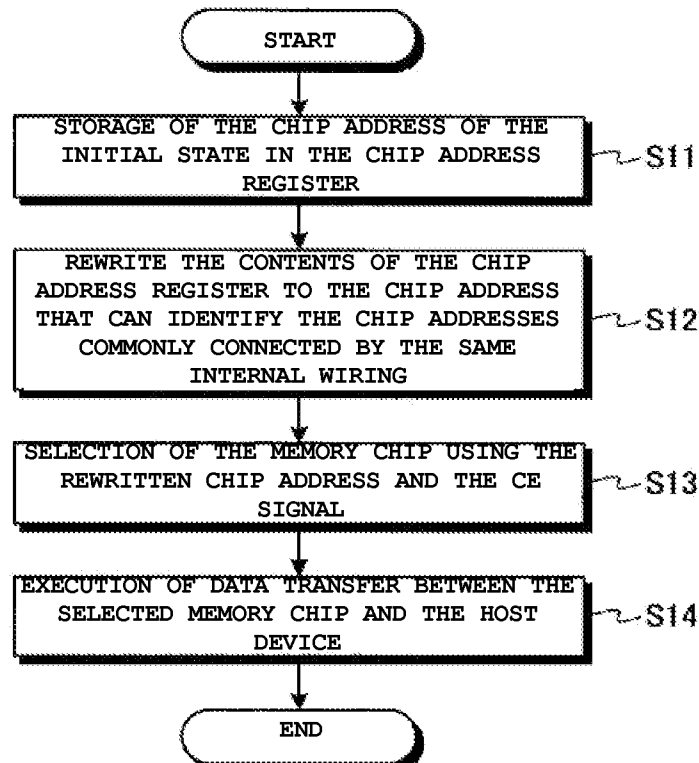 START
STORAGE OF THE CHIP ADDRESS OF THE
INITIAL STATE IN THE CHIP ADDRESS
REGISTER
S11
REWRITE THE CONTENTS OF THE CHIP
ADDRESS REGISTER TO THE CHIP ADDRESS
THAT CAN IDENTIFY THE CHIP ADDRESSES
COMMONLY CONNECTED BY THE SAME
INTERNAL WIRING
S12
SELECTION OF THE MEMORY CHIP USING THE
REWRITTEN CHIP ADDRESS AND THE CE
SIGNAL
S13
EXECUTION OF DATA TRANSFER BETWEEN THE
SELECTED MEMORY CHIP AND THE HOST
DEVICE
S14
END